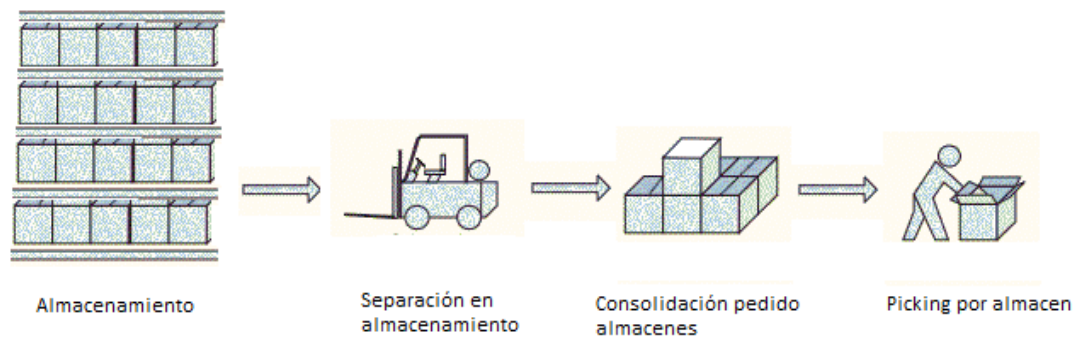 Almacenamiento
Separación en
almacenamiento
Consolidación pedido
almacenes
Picking por almacen